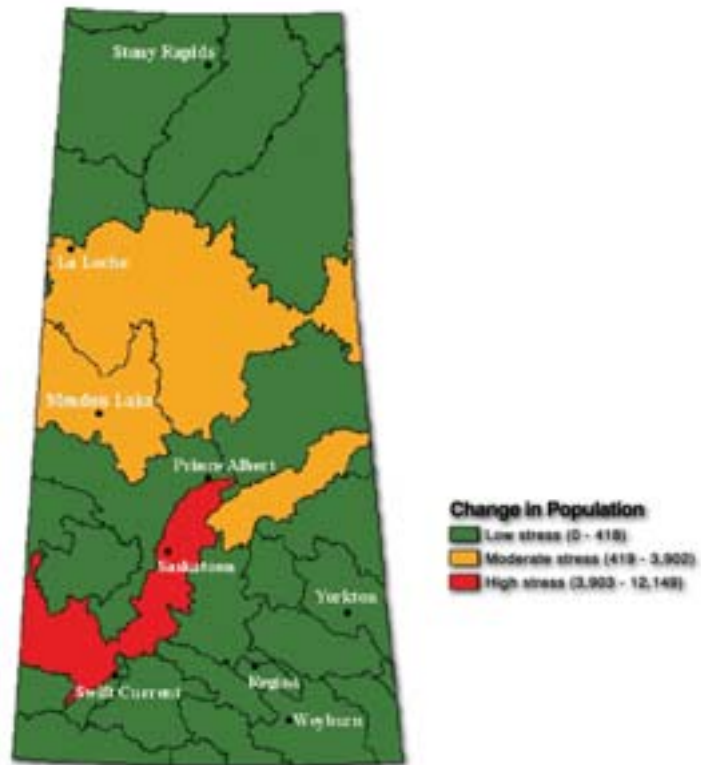 Stony Rapids
La Loche
Meadow Lake
Prince Albert
Saskatoon
Yorkton
Swift Current
Regina
Weyburn
Change in Population
Low stress (0 - 418)
Moderate stress (419 - 3,902)
High stress (3,903 - 12,149)